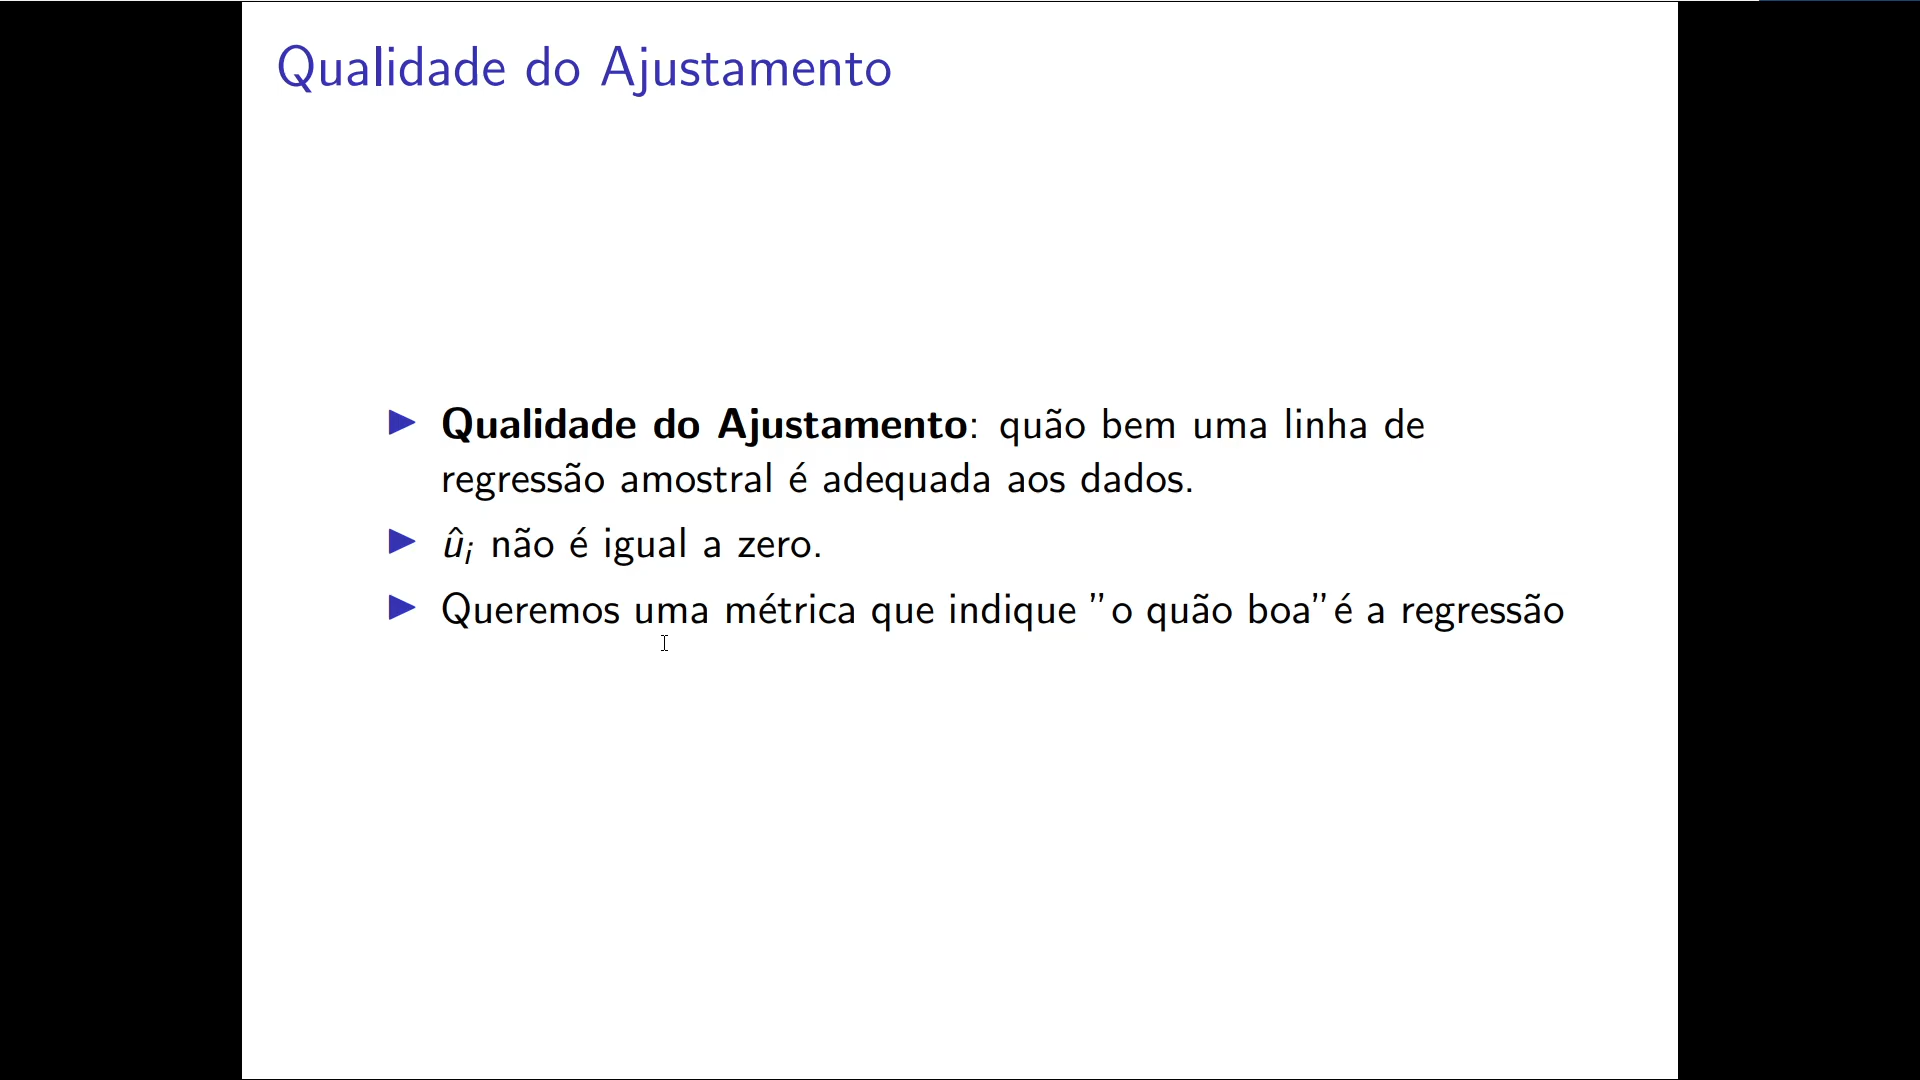 Qualidade do Ajustamento
Qualidade do Ajustamento: quão bem uma linha de
regressão amostral é adequada aos dados.
ûᵢ não é igual a zero.
Queremos uma métrica que indique ”o quão boa”é a regressão